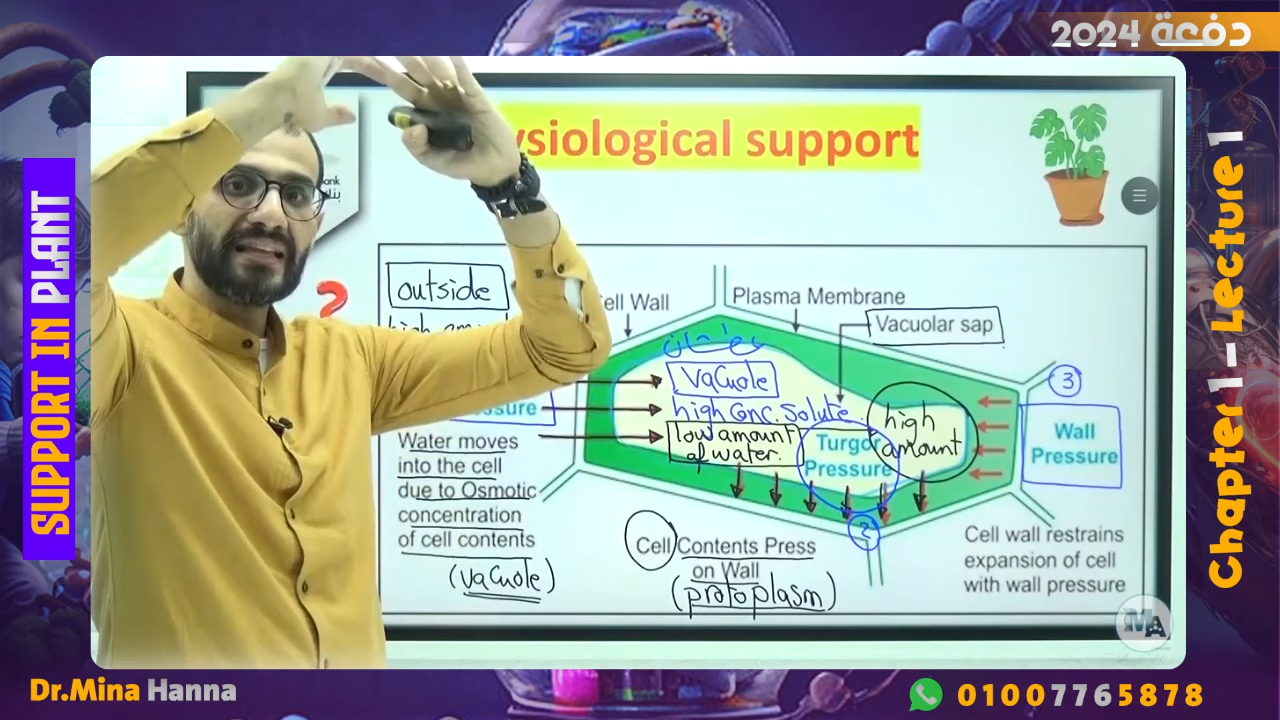 دفعة 2024
ysiological support
outside
ell Wall
Plasma Membrane
Vacuolar sap
vacuole
high Conc. Solute
low amount
of water.
high
amount
Turgor
Pressure
3
Wall
Pressure
Water moves
into the cell
due to Osmotic
concentration
of cell contents
(vacuole)
2
Cell Contents Press
on Wall
(protoplasm)
Cell wall restrains
expansion of cell
with wall pressure
MA
SUPPORT IN PLANT
Chapter 1 - Lecture 1
Dr.Mina Hanna
01007765878